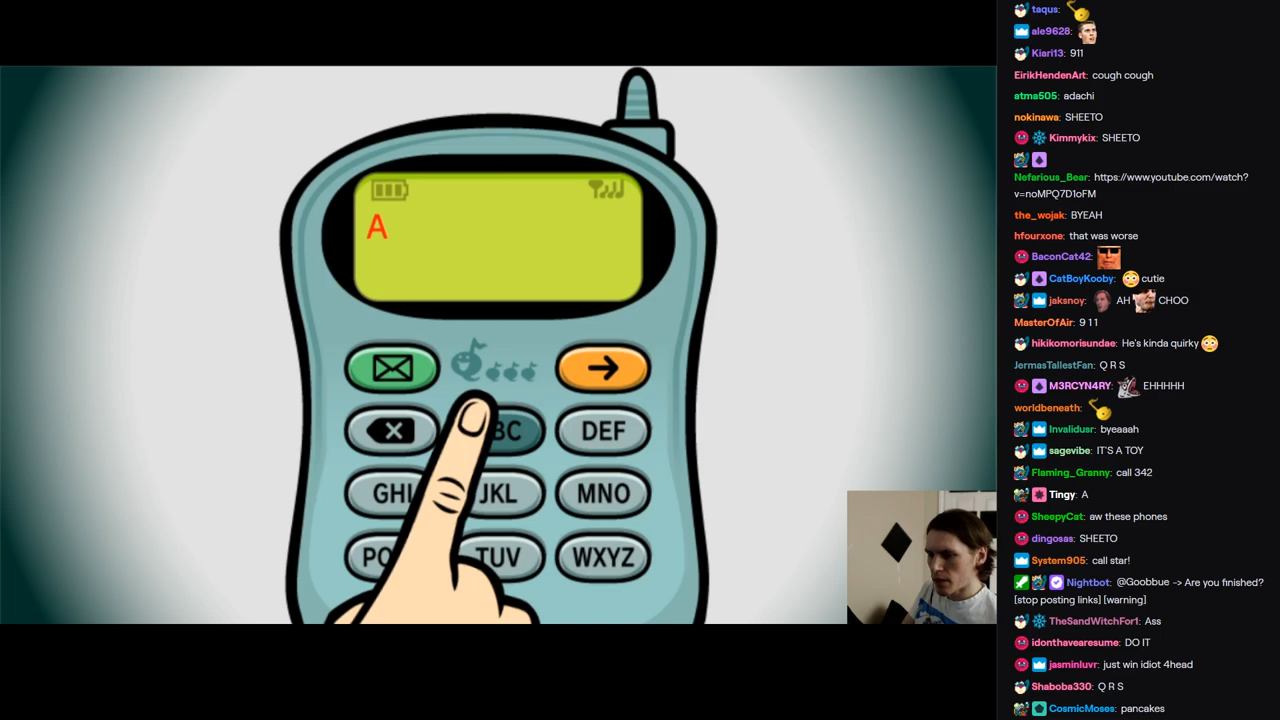 A
BC
DEF
GHI
JKL
MNO
TUV
WXYZ
taqus:
ale9628:
Kiari13: 911
EirikHendenArt: cough cough
atma505: adachi
nokinawa: SHEETO
Kimmykix: SHEETO
Nefarious_Bear: https://www.youtube.com/watch?
v=noMPQ7D1oFM
the_wojak: BYEAH
hfourxone: that was worse
BaconCat42:
CatBoyKooby: cutie
jaksnoy: AH CHOO
MasterOfAir: 9 1 1
hikikomorisundae: He's kinda quirky
JermasTallestFan: Q R S
M3RCYN4RY: EHHHHH
worldbeneath:
Invalidusr: byeaaah
sagevibe: IT'S A TOY
Flaming_Granny: call 342
Tingy: A
SheepyCat: aw these phones
dingosas: SHEETO
System905: call star!
Nightbot: @Goobbue -> Are you finished?
[stop posting links] [warning]
TheSandWitchFor1: Ass
idonthavearesume: DO IT
jasminluvr: just win idiot 4head
Shaboba330: Q R S
CosmicMoses: pancakes